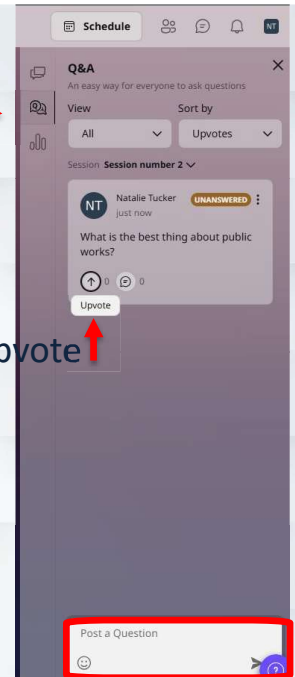 Schedule
NT
Q&A
An easy way for everyone to ask questions
View Sort by
All Upvotes
Session Session number 2
NT Natalie Tucker UNANSWERED
just now
What is the best thing about public
works?
0 0
Upvote
pvote
Post a Question
?